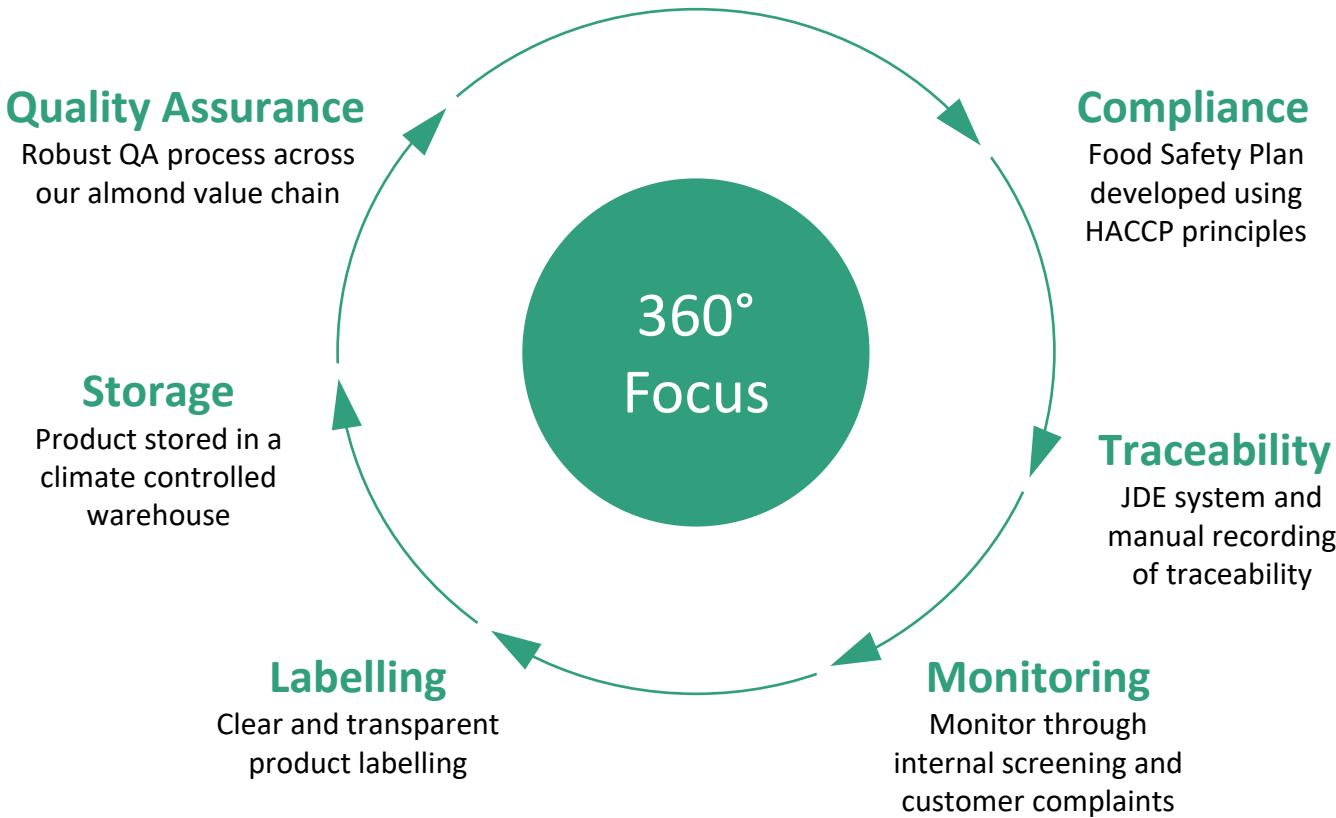 Quality Assurance
Robust QA process across
our almond value chain
Compliance
Food Safety Plan
developed using
HACCP principles
360°
Focus
Storage
Product stored in a
climate controlled
warehouse
Traceability
JDE system and
manual recording
of traceability
Labelling
Clear and transparent
product labelling
Monitoring
Monitor through
internal screening and
customer complaints